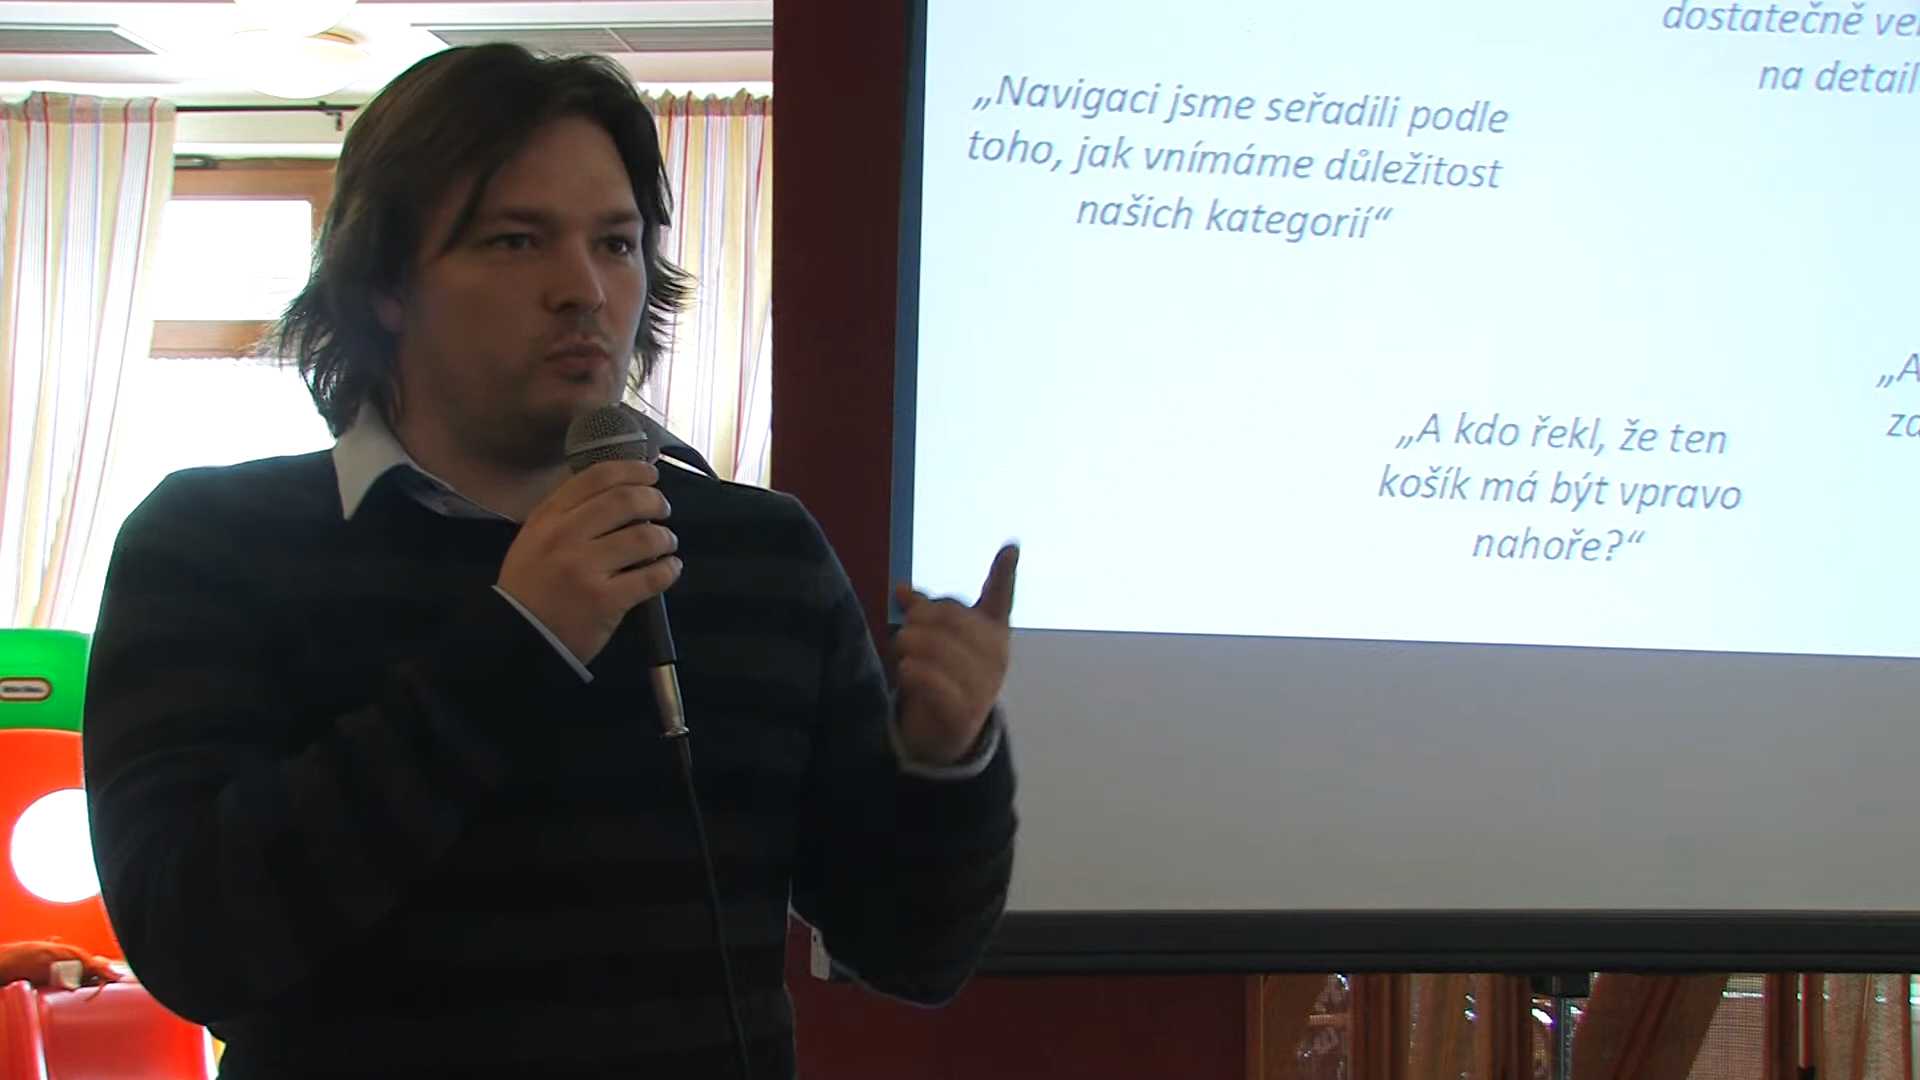 dostatečně
na detail
„Navigaci jsme seřadili podle
toho, jak vnímáme důležitost
našich kategorií“
„A kdo řekl, že ten
košík má být vpravo
nahoře?“
„A